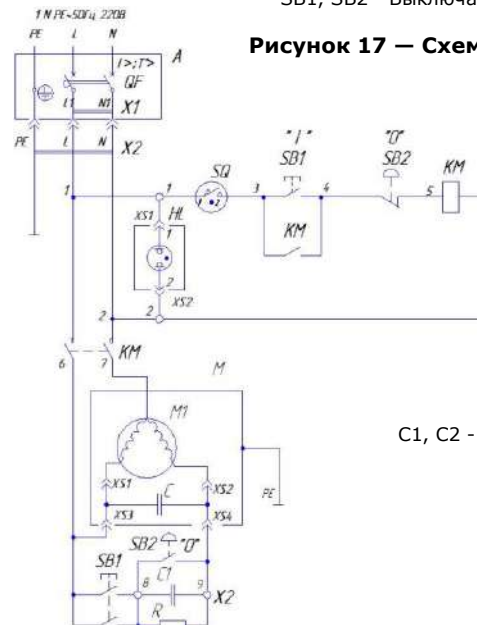 SB1, SB2 - Выключа
Рисунок 17 — Схем
1 N PE~50Гц 220В
PE L N
A
I>;T>
QF
L1 N1 X1
PE L N X2
1
1
SQ
1 2
3
"I"
SB1
4
"0"
SB2
5
KM
XS1 HL
1
KM
2
XS2
2
2
6 7 KM
M
M1
C1, C2 -
XS1 C XS2
PE
XS3 XS4
SB2 "0"
SB1
8 C1 9 X2
R